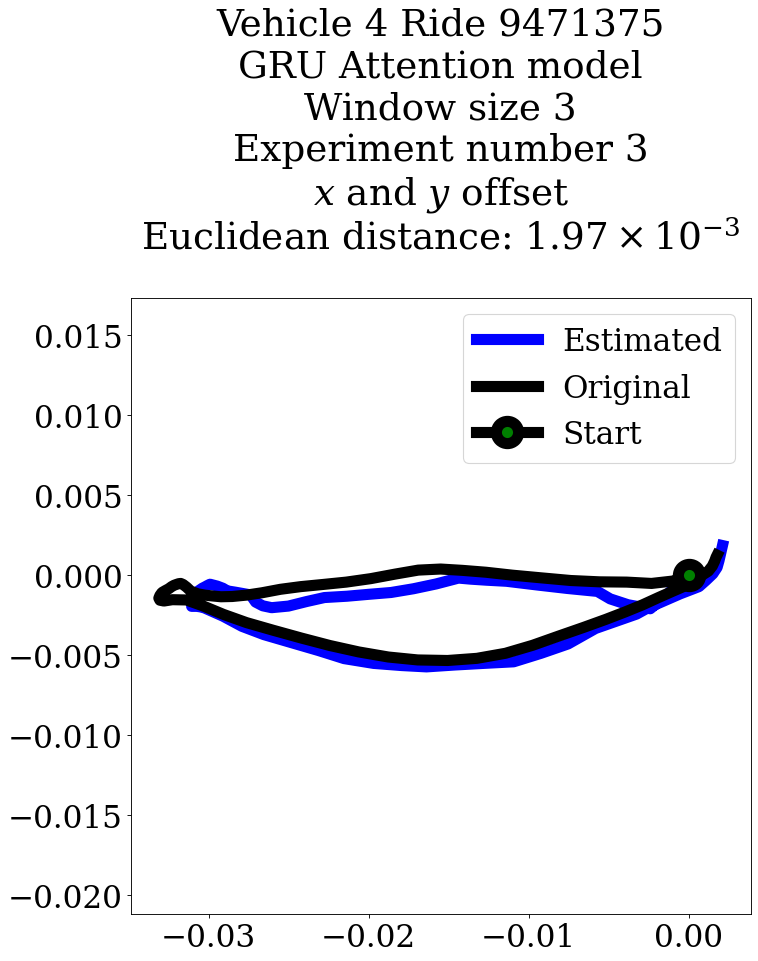 Vehicle 4 Ride 9471375
GRU Attention model
Window size 3
Experiment number 3
x and y offset
Euclidean distance: 1.97 × 10⁻³
Estimated
Original
Start
0.015
0.010
0.005
0.000
−0.005
−0.010
−0.015
−0.020
−0.03 −0.02 −0.01 0.00